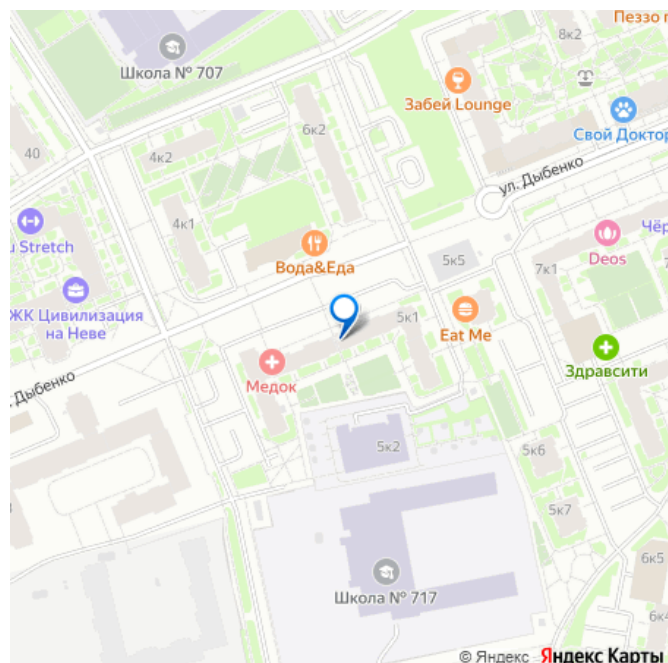 Пеззо п
8к2
Школа № 707
Забей Lounge
Свой Доктор
6к2
40
4к2
ул. Дыбенко
4к1
u Stretch
Вода&Еда
5к5
Чёр
Deos
7к1
ЖК Цивилизация
на Неве
5к1
Eat Me
Здравсити
Медок
л. Дыбенко
5к2
5к6
5к7
6к5
Школа № 717
6к4
© Яндекс Яндекс Карты